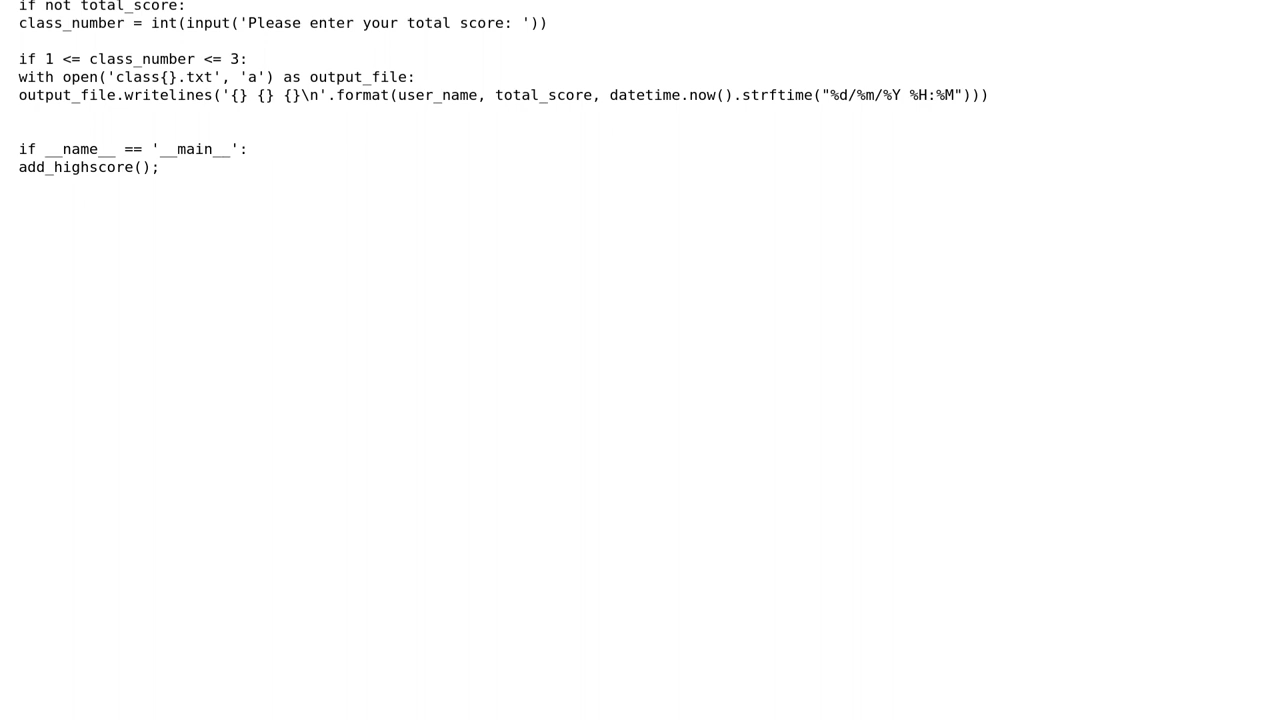 if not total_score:
class_number = int(input('Please enter your total score: '))
if 1 <= class_number <= 3:
with open('class{}.txt', 'a') as output_file:
output_file.writelines('{} {} {}\n'.format(user_name, total_score, datetime.now().strftime("%d/%m/%Y %H:%M")))
if __name__ == '__main__':
add_highscore();